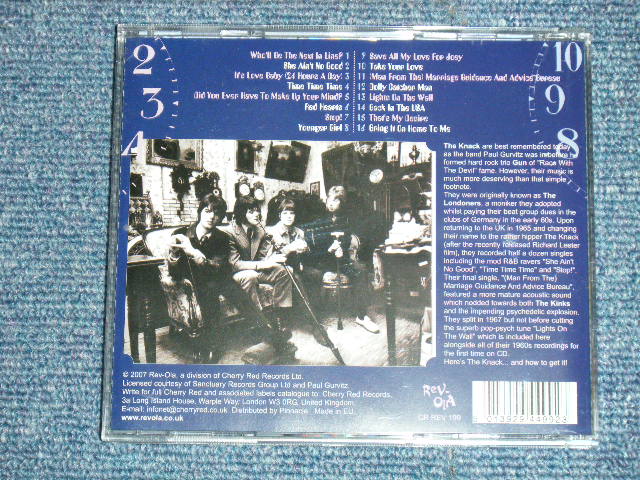 2
3
4
10
9
8
Who'll Be The Next In Line? 1
She Ain't No Good 2
It's Love Baby (24 Hours A Day) 3
Time Time Time 4
Did You Ever Have To Make Up Your Mind? 5
Red Hearts 6
Stop! 7
Younger Girl 8
9 Save All My Love For Joey
10 Take Your Love
11 (Man From The) Marriage Guidance And Advice Bureau
12 Dolly Catcher Man
13 Lights On The Wall
14 Back In The USA
15 That's My Desire
16 Bring It On Home To Me
The Knack are best remembered today
as the band Paul Gurvitz was in before he
formed hard rock trio Gun of "Race With
The Devil" fame. However, their music is
much more deserving than that simple
footnote.
They were originally known as The
Londoners, a moniker they adopted
whilst paying their beat group dues in the
clubs of Germany in the early 60s. Upon
returning to the UK in 1965 and changing
their name to the rather hipper The Knack
(after the recently released Richard Lester
film), they recorded half a dozen singles
including the mod R&B ravers "She Ain't
No Good", "Time Time Time" and "Stop!".
Their final single, "(Man From The)
Marriage Guidance And Advice Bureau",
featured a more mature acoustic sound
which nodded towards both The Kinks
and the impending psychedelic explosion.
They split in 1967 but not before cutting
the superb pop-psych tune "Lights On
The Wall" which is included here
alongside all of their 1960s recordings for
the first time on CD.
Here's The Knack... and how to get it!
© 2007 Rev-Ola, a division of Cherry Red Records Ltd.
Licensed courtesy of Sanctuary Records Group Ltd and Paul Gurvitz.
Write for full Cherry Red and associated labels catalogue to: Cherry Red Records,
3a Long Island House, Warple Way, London W3 0RG, United Kingdom.
E-mail: infonet@cherryred.co.uk Distributed by Pinnacle. Made in EU.
www.revola.co.uk
Rev-
Ola
CR REV 199